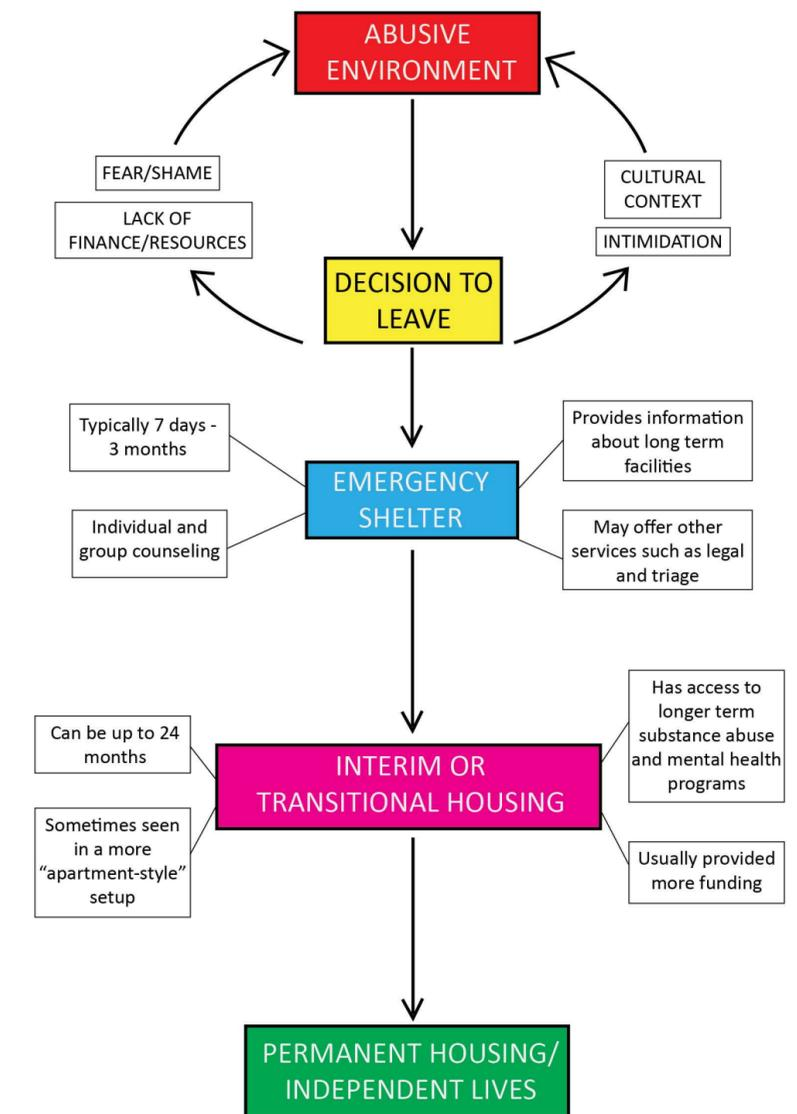 ABUSIVE
ENVIRONMENT
FEAR/SHAME
LACK OF
FINANCE/RESOURCES
CULTURAL
CONTEXT
INTIMIDATION
DECISION TO
LEAVE
Typically 7 days -
3 months
Individual and
group counseling
EMERGENCY
SHELTER
Provides information
about long term
facilities
May offer other
services such as legal
and triage
Can be up to 24
months
Sometimes seen
in a more
“apartment-style”
setup
INTERIM OR
TRANSITIONAL HOUSING
Has access to
longer term
substance abuse
and mental health
programs
Usually provided
more funding
PERMANENT HOUSING/
INDEPENDENT LIVES